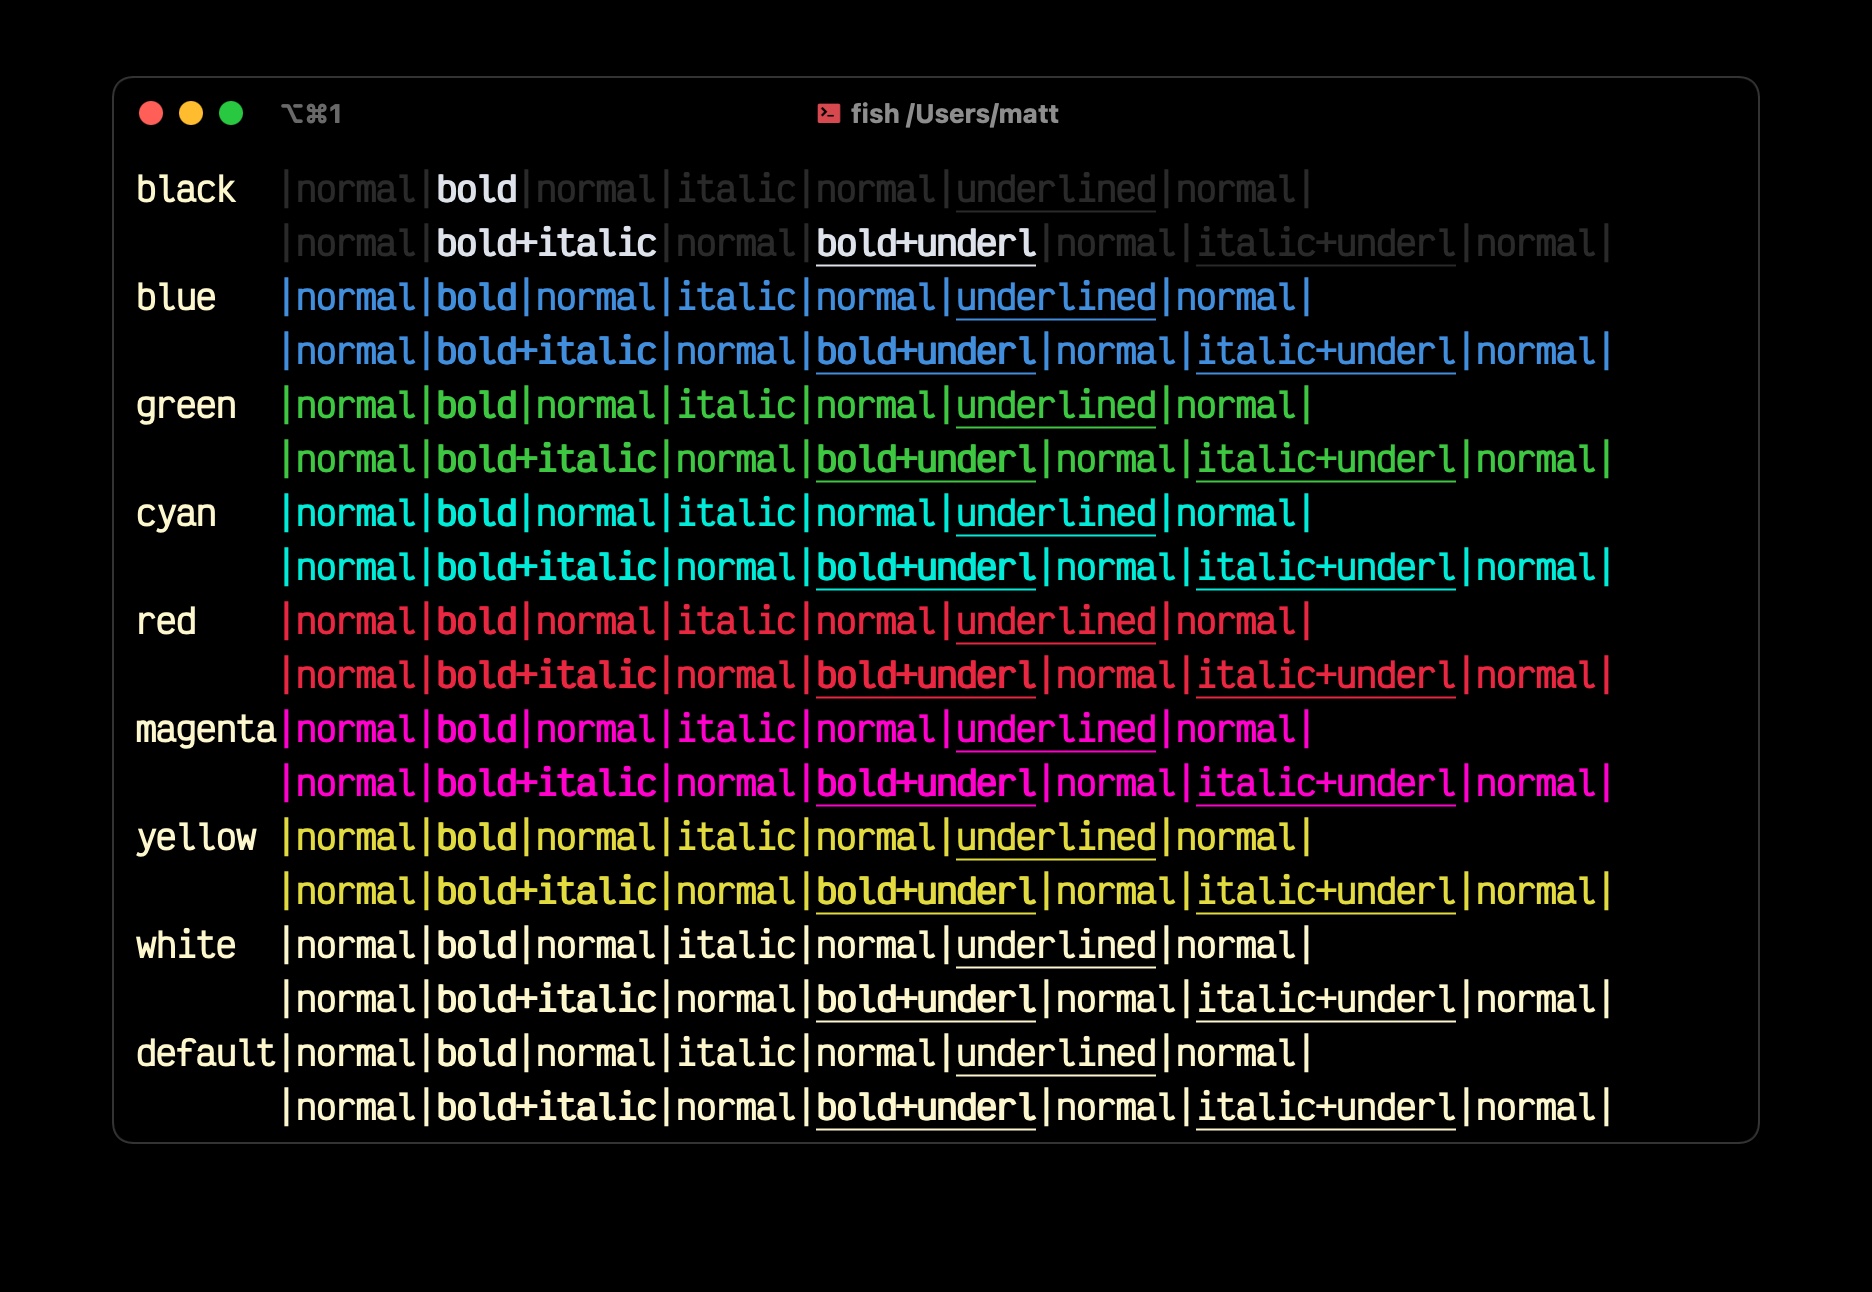 ⌥⌘1 fish /Users/matt
black |normal|bold|normal|italic|normal|underlined|normal|
|normal|bold+italic|normal|bold+underl|normal|italic+underl|normal|
blue |normal|bold|normal|italic|normal|underlined|normal|
|normal|bold+italic|normal|bold+underl|normal|italic+underl|normal|
green |normal|bold|normal|italic|normal|underlined|normal|
|normal|bold+italic|normal|bold+underl|normal|italic+underl|normal|
cyan |normal|bold|normal|italic|normal|underlined|normal|
|normal|bold+italic|normal|bold+underl|normal|italic+underl|normal|
red |normal|bold|normal|italic|normal|underlined|normal|
|normal|bold+italic|normal|bold+underl|normal|italic+underl|normal|
magenta|normal|bold|normal|italic|normal|underlined|normal|
|normal|bold+italic|normal|bold+underl|normal|italic+underl|normal|
yellow |normal|bold|normal|italic|normal|underlined|normal|
|normal|bold+italic|normal|bold+underl|normal|italic+underl|normal|
white |normal|bold|normal|italic|normal|underlined|normal|
|normal|bold+italic|normal|bold+underl|normal|italic+underl|normal|
default|normal|bold|normal|italic|normal|underlined|normal|
|normal|bold+italic|normal|bold+underl|normal|italic+underl|normal|